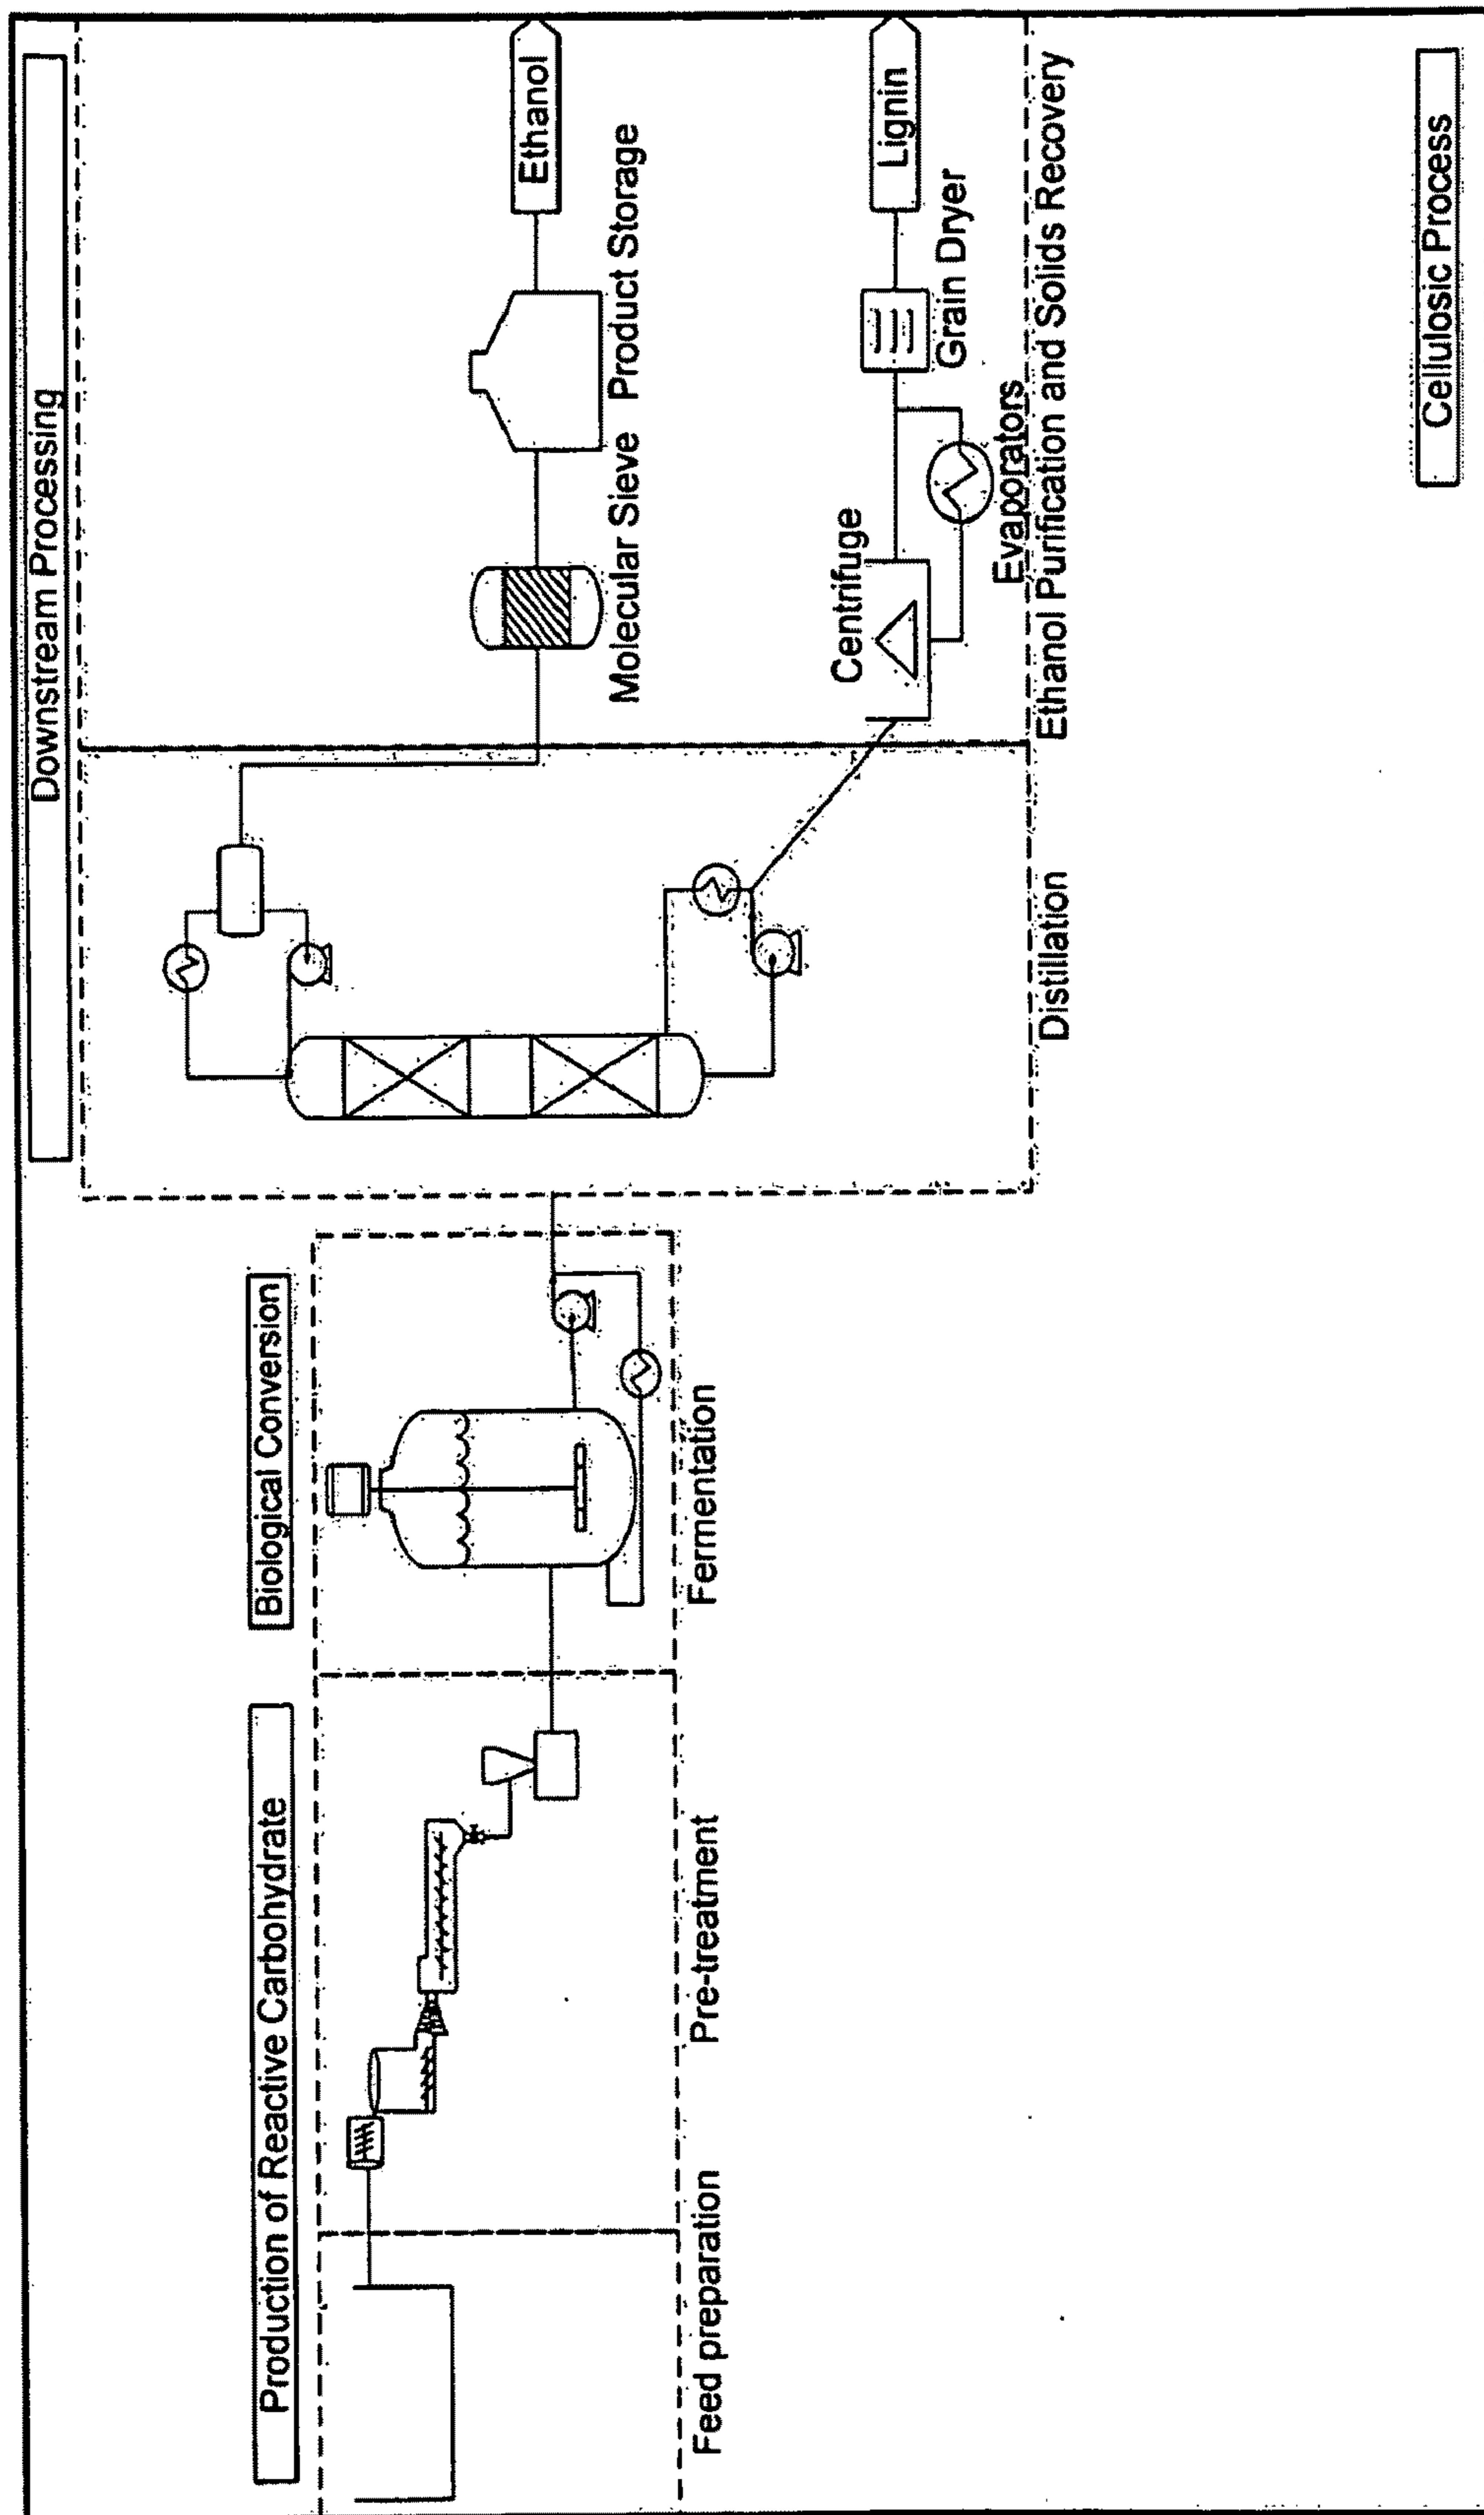 Production of Reactive Carbohydrate
Biological Conversion
Downstream Processing
Feed preparation
Pre-treatment
Fermentation
Distillation
Ethanol
Molecular Sieve
Product Storage
Centrifuge
Lignin
Grain Dryer
Evaporators
Ethanol Purification and Solids Recovery
Cellulosic Process